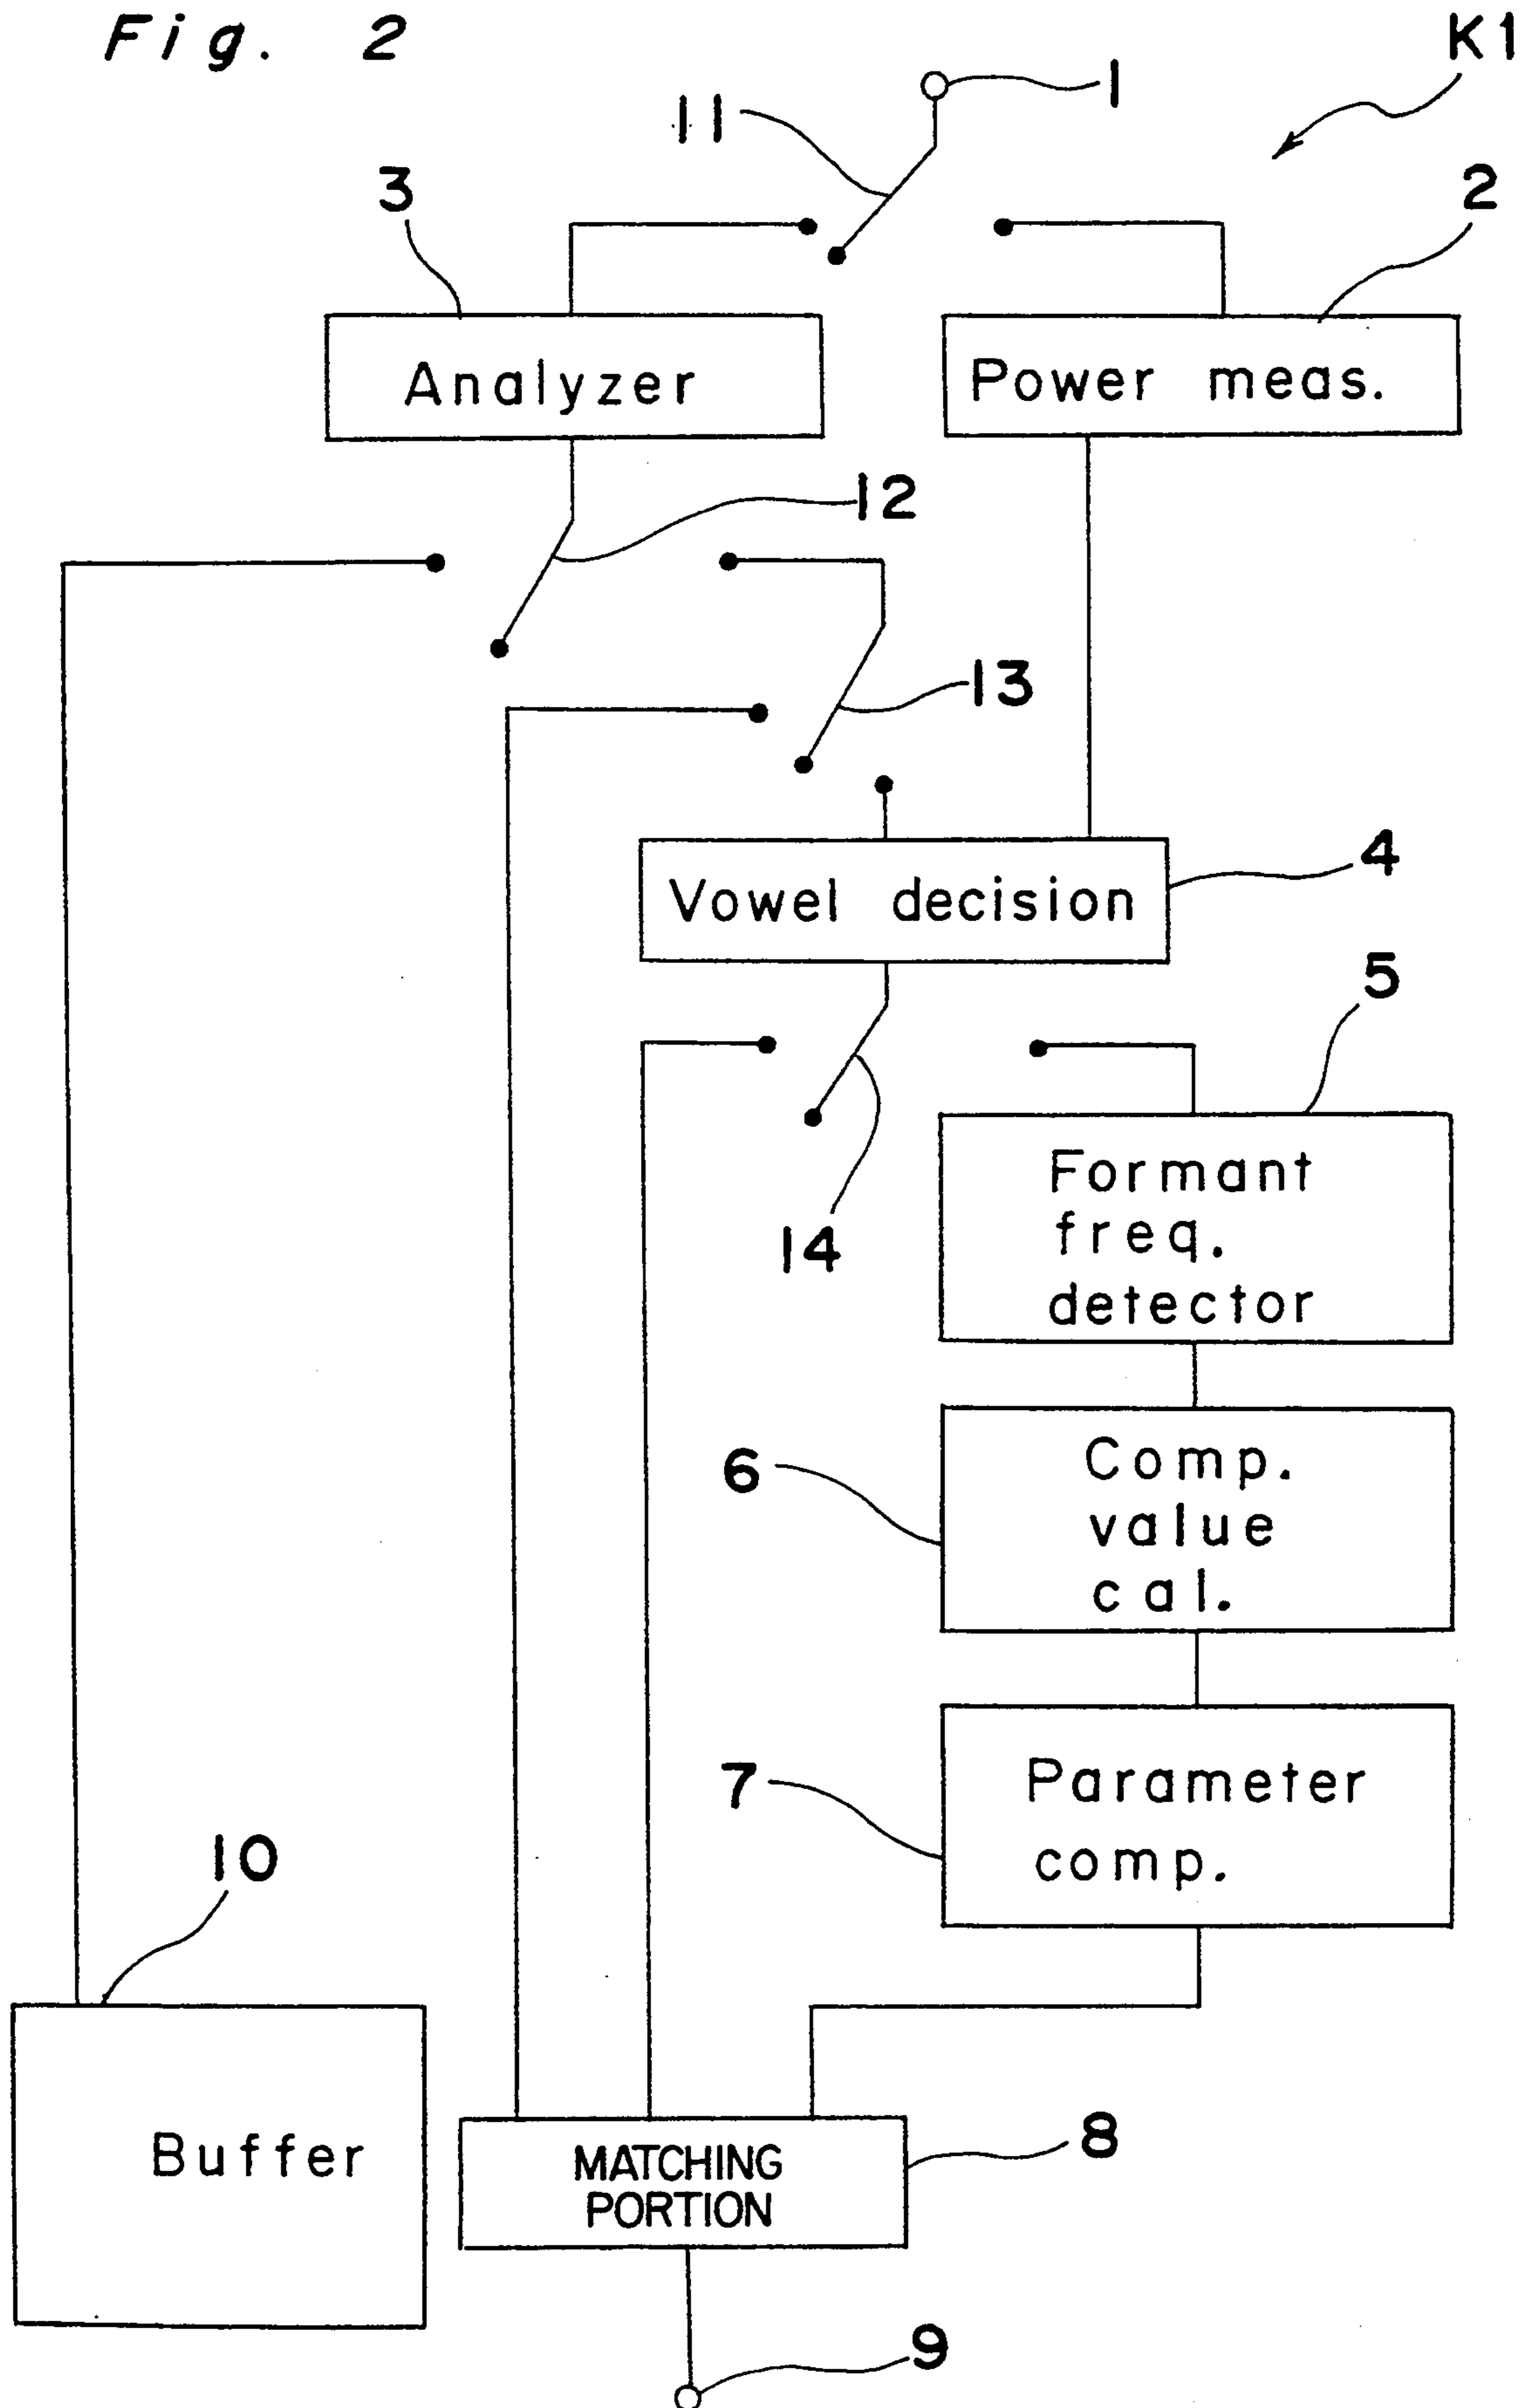 Fig. 2
K1
1
11
3
2
Analyzer
Power meas.
12
13
4
Vowel decision
5
14
Formant
freq.
detector
6
Comp.
value
cal.
7
Parameter
comp.
10
Buffer
8
MATCHING
PORTION
9